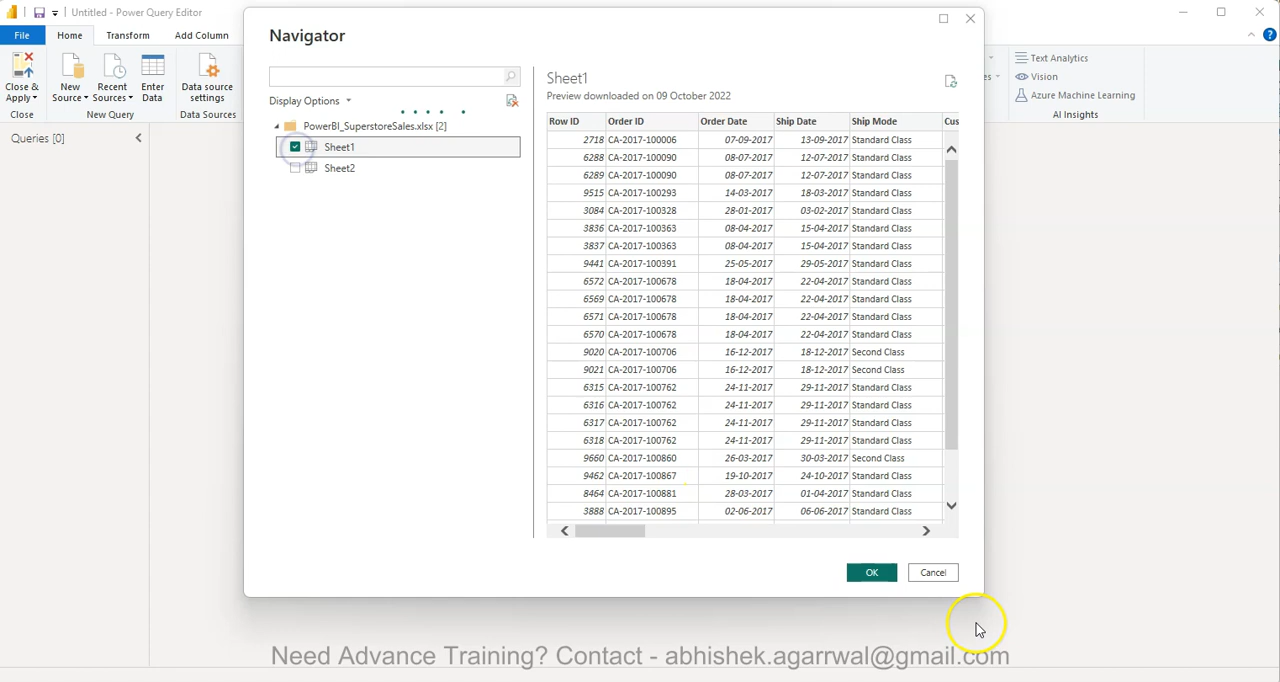 Untitled - Power Query Editor
File Home Transform Add Column
Close & Apply
New Source
Recent Sources
Enter Data
Data source settings
Close
New Query
Data Sources
Text Analytics
Vision
Azure Machine Learning
AI Insights
Queries [0]
Navigator
Display Options
PowerBI_SuperstoreSales.xlsx [2]
Sheet1
Sheet2
Sheet1
Preview downloaded on 09 October 2022
Row ID Order ID Order Date Ship Date Ship Mode Cus
2718 CA-2017-100006 07-09-2017 13-09-2017 Standard Class
6288 CA-2017-100090 08-07-2017 12-07-2017 Standard Class
6289 CA-2017-100090 08-07-2017 12-07-2017 Standard Class
9515 CA-2017-100293 14-03-2017 18-03-2017 Standard Class
3084 CA-2017-100328 28-01-2017 03-02-2017 Standard Class
3836 CA-2017-100363 08-04-2017 15-04-2017 Standard Class
3837 CA-2017-100363 08-04-2017 15-04-2017 Standard Class
9441 CA-2017-100391 25-05-2017 29-05-2017 Standard Class
6572 CA-2017-100678 18-04-2017 22-04-2017 Standard Class
6569 CA-2017-100678 18-04-2017 22-04-2017 Standard Class
6571 CA-2017-100678 18-04-2017 22-04-2017 Standard Class
6570 CA-2017-100678 18-04-2017 22-04-2017 Standard Class
9020 CA-2017-100706 16-12-2017 18-12-2017 Second Class
9021 CA-2017-100706 16-12-2017 18-12-2017 Second Class
6315 CA-2017-100762 24-11-2017 29-11-2017 Standard Class
6316 CA-2017-100762 24-11-2017 29-11-2017 Standard Class
6317 CA-2017-100762 24-11-2017 29-11-2017 Standard Class
6318 CA-2017-100762 24-11-2017 29-11-2017 Standard Class
9660 CA-2017-100860 26-03-2017 30-03-2017 Second Class
9462 CA-2017-100867 19-10-2017 24-10-2017 Standard Class
8464 CA-2017-100881 28-03-2017 01-04-2017 Standard Class
3888 CA-2017-100895 02-06-2017 06-06-2017 Standard Class
OK Cancel
Need Advance Training? Contact - abhishek.agarrwal@gmail.com